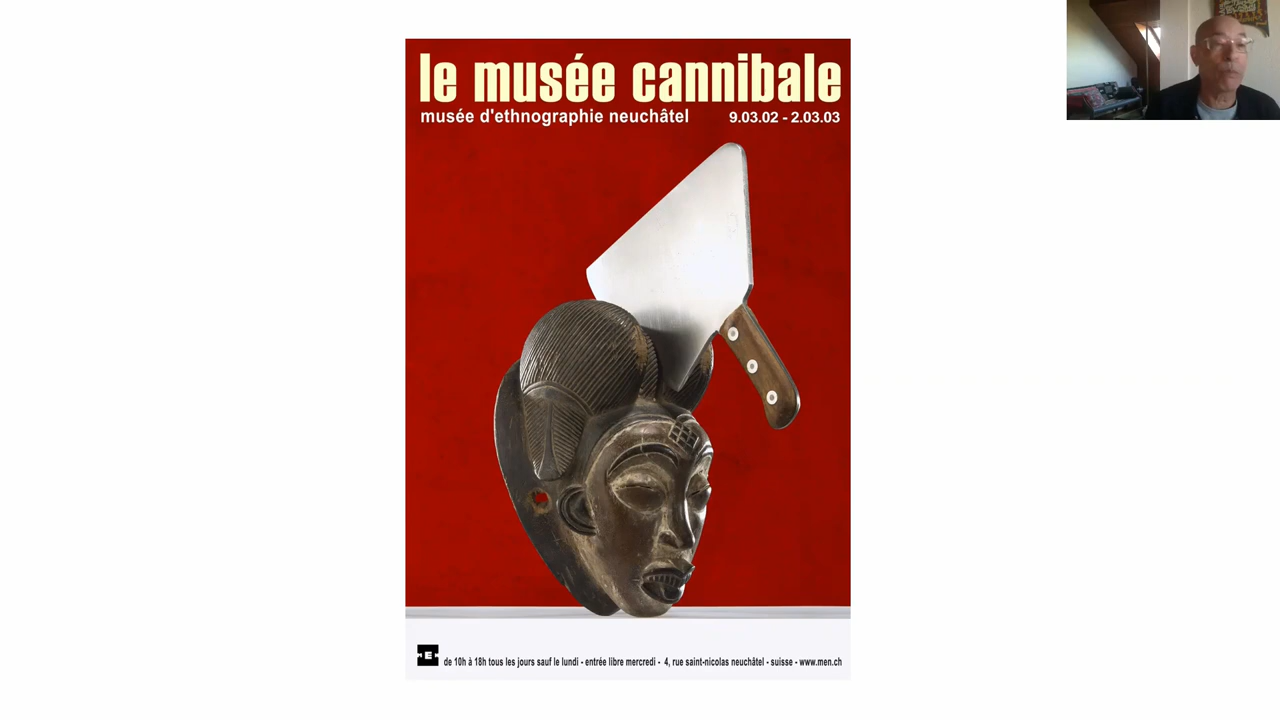 le musée cannibale
musée d'ethnographie neuchâtel 9.03.02 - 2.03.03
E de 10h à 18h tous les jours sauf le lundi - entrée libre mercredi - 4, rue saint-nicolas neuchâtel - suisse - www.men.ch